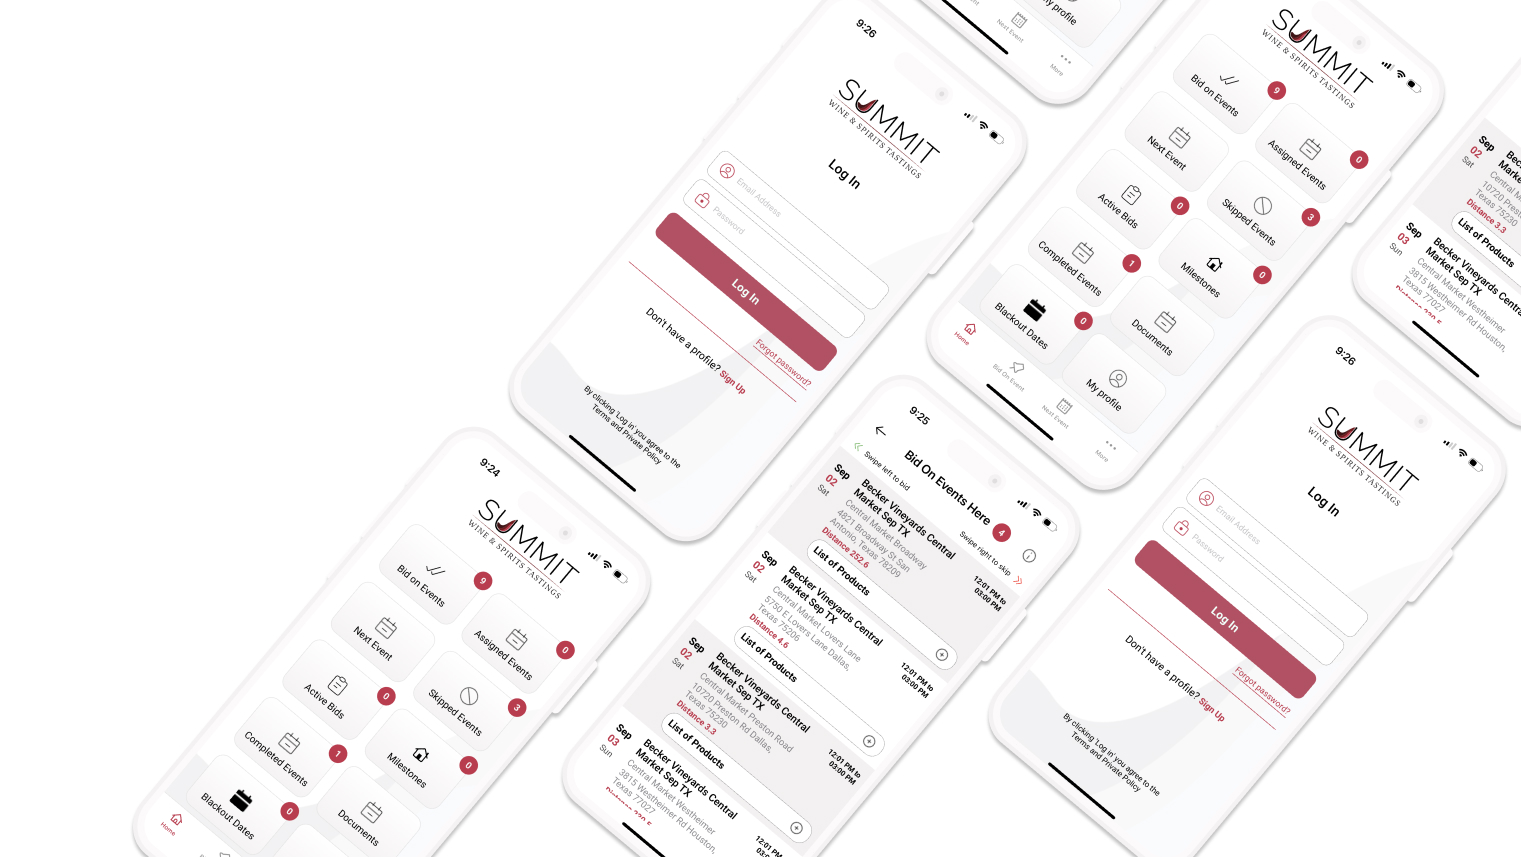 9:26
SUMMIT
WINE & SPIRITS TASTINGS
Log In
Email Address
Password
Log In
Forgot password?
Don't have a profile? Sign Up
By clicking 'Log in' you agree to the
Terms and Private Policy
My profile
Next Event
More
SUMMIT
WINE & SPIRITS TASTINGS
Bid on Events
9
Assigned Events
0
Next Event
Skipped Events
3
Active Bids
0
Milestones
0
Completed Events
1
Documents
Blackout Dates
0
My profile
Home
Bid On Event
Next Event
More
Sep
02
Sat
Central Market
10720 Presto
Texas 75230
Distance 3.3
List of Products
Sep
03
Sun
Becker Vineyards Central
Market Sep TX
Central Market Westheimer
3815 Westheimer Rd Houston,
Texas 77027
9:24
SUMMIT
WINE & SPIRITS TASTINGS
Bid on Events
9
Assigned Events
0
Next Event
Skipped Events
3
Active Bids
0
Milestones
0
Completed Events
1
Documents
Blackout Dates
0
Home
9:25
Bid On Events Here
4
Swipe left to bid
Swipe right to skip
Sep
02
Sat
Becker Vineyards Central
Market Sep TX
Central Market Broadway
4821 Broadway St San
Antonio, Texas 78209
Distance 252.6
12:01 PM to
03:00 PM
List of Products
Sep
02
Sat
Becker Vineyards Central
Market Sep TX
Central Market Lovers Lane
5750 E Lovers Lane Dallas,
Texas 75206
Distance 4.6
12:01 PM to
03:00 PM
List of Products
Sep
02
Sat
Becker Vineyards Central
Market Sep TX
Central Market Preston Road
10720 Preston Rd Dallas,
Texas 75230
Distance 3.3
12:01 PM to
03:00 PM
List of Products
Sep
03
Sun
Becker Vineyards Central
Market Sep TX
Central Market Westheimer
3815 Westheimer Rd Houston,
Texas 77027
12:01 PM to
03:00 PM
9:26
SUMMIT
WINE & SPIRITS TASTINGS
Log In
Email Address
Password
Log In
Forgot password?
Don't have a profile? Sign Up
By clicking 'Log in' you agree to the
Terms and Private Policy